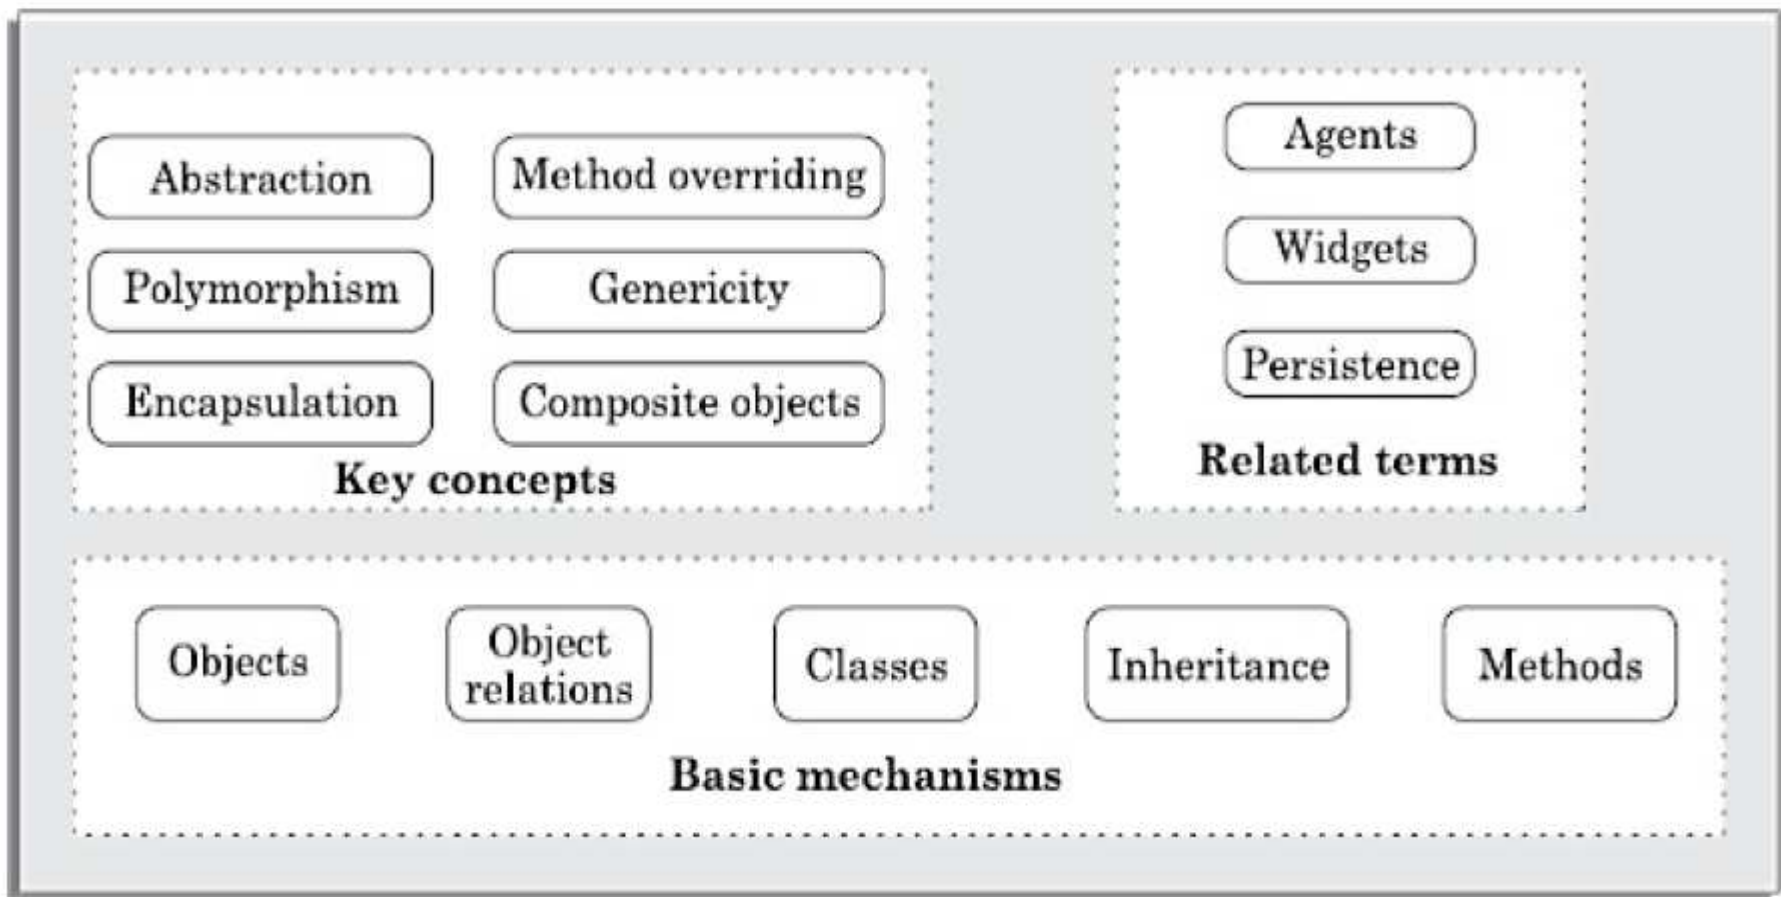 Abstraction
Method overriding
Polymorphism
Genericity
Encapsulation
Composite objects
Key concepts
Agents
Widgets
Persistence
Related terms
Objects
Object
relations
Classes
Inheritance
Methods
Basic mechanisms